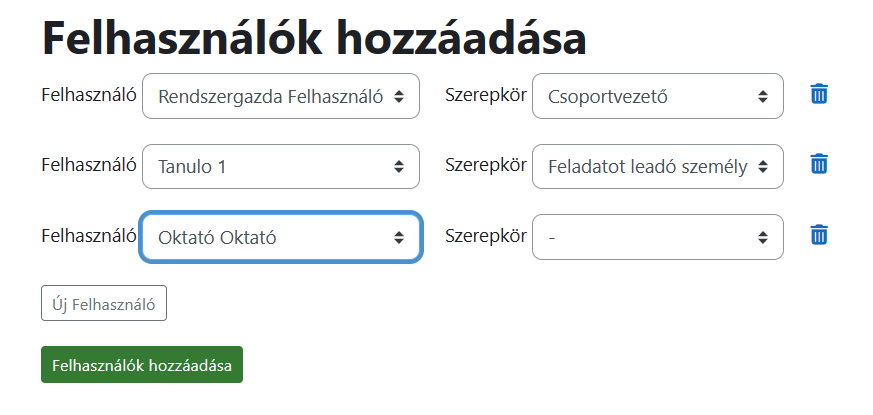 Felhasználók hozzáadása
Felhasználó Rendszergazda Felhasználó Szerepkör Csoportvezető
Felhasználó Tanulo 1 Szerepkör Feladatot leadó személy
Felhasználó Oktató Oktató Szerepkör -
Új Felhasználó
Felhasználók hozzáadása